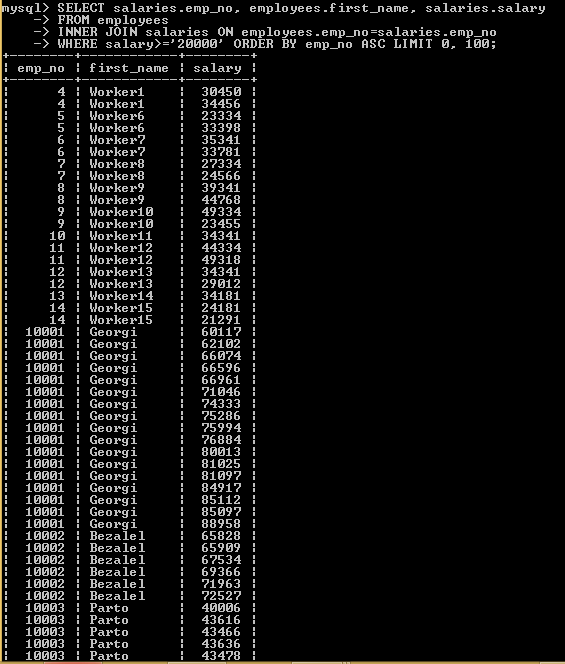 mysql> SELECT salaries.emp_no, employees.first_name, salaries.salary
-> FROM employees
-> INNER JOIN salaries ON employees.emp_no=salaries.emp_no
-> WHERE salary>='20000' ORDER BY emp_no ASC LIMIT 0, 100;
+--------+------------+--------+
| emp_no | first_name | salary |
+--------+------------+--------+
| 4 | Worker1 | 30450 |
| 4 | Worker1 | 34456 |
| 5 | Worker6 | 23334 |
| 5 | Worker6 | 33398 |
| 6 | Worker7 | 35341 |
| 6 | Worker7 | 33781 |
| 7 | Worker8 | 27334 |
| 7 | Worker8 | 24566 |
| 8 | Worker9 | 39341 |
| 8 | Worker9 | 44768 |
| 9 | Worker10 | 49334 |
| 9 | Worker10 | 23455 |
| 10 | Worker11 | 34341 |
| 11 | Worker12 | 44334 |
| 11 | Worker12 | 49318 |
| 12 | Worker13 | 34341 |
| 12 | Worker13 | 29012 |
| 13 | Worker14 | 34181 |
| 14 | Worker15 | 24181 |
| 14 | Worker15 | 21291 |
| 10001 | Georgi | 60117 |
| 10001 | Georgi | 62102 |
| 10001 | Georgi | 66074 |
| 10001 | Georgi | 66596 |
| 10001 | Georgi | 66961 |
| 10001 | Georgi | 71046 |
| 10001 | Georgi | 74333 |
| 10001 | Georgi | 75286 |
| 10001 | Georgi | 75994 |
| 10001 | Georgi | 76884 |
| 10001 | Georgi | 80013 |
| 10001 | Georgi | 81025 |
| 10001 | Georgi | 81097 |
| 10001 | Georgi | 84917 |
| 10001 | Georgi | 85112 |
| 10001 | Georgi | 85097 |
| 10001 | Georgi | 88958 |
| 10002 | Bezalel | 65828 |
| 10002 | Bezalel | 65909 |
| 10002 | Bezalel | 67534 |
| 10002 | Bezalel | 69366 |
| 10002 | Bezalel | 71963 |
| 10002 | Bezalel | 72527 |
| 10003 | Parto | 40006 |
| 10003 | Parto | 43616 |
| 10003 | Parto | 43466 |
| 10003 | Parto | 43636 |
| 10003 | Parto | 43478 |